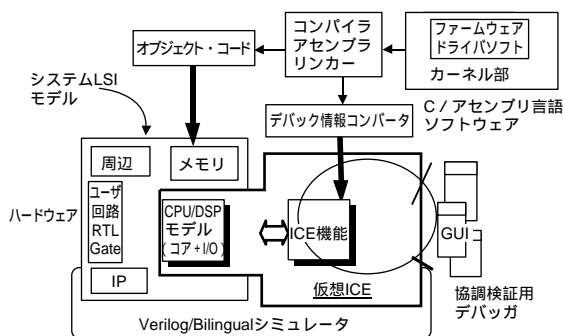 オブジェクト・コード
コンパイラ
アセンブラ
リンカー
ファームウェア
ドライバソフト
カーネル部
システムLSI
モデル
デバック情報コンバータ
C / アセンブリ言語
ソフトウェア
周辺
メモリ
ハードウェア
ユーザ
回路
RTL
Gate
CPU/DSP
モデル
(コア+I/O)
ICE機能
GUI
IP
仮想ICE
協調検証用
デバッガ
Verilog/Bilingualシミュレータ